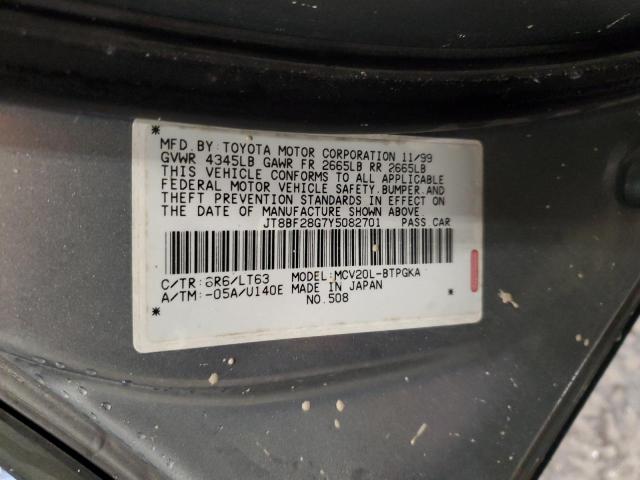 MFD. BY: TOYOTA MOTOR CORPORATION 11/99
GVWR 4345LB GAWR FR 2665LB RR 2665LB
THIS VEHICLE CONFORMS TO ALL APPLICABLE
FEDERAL MOTOR VEHICLE SAFETY, BUMPER, AND
THEFT PREVENTION STANDARDS IN EFFECT ON
THE DATE OF MANUFACTURE SHOWN ABOVE.
JT8BF28G7Y5082701 PASS CAR
C/TR: 6R6/LT63 MODEL: MCV20L-BTPGKA
A/TM: -05A/U140E MADE IN JAPAN
NO. 508